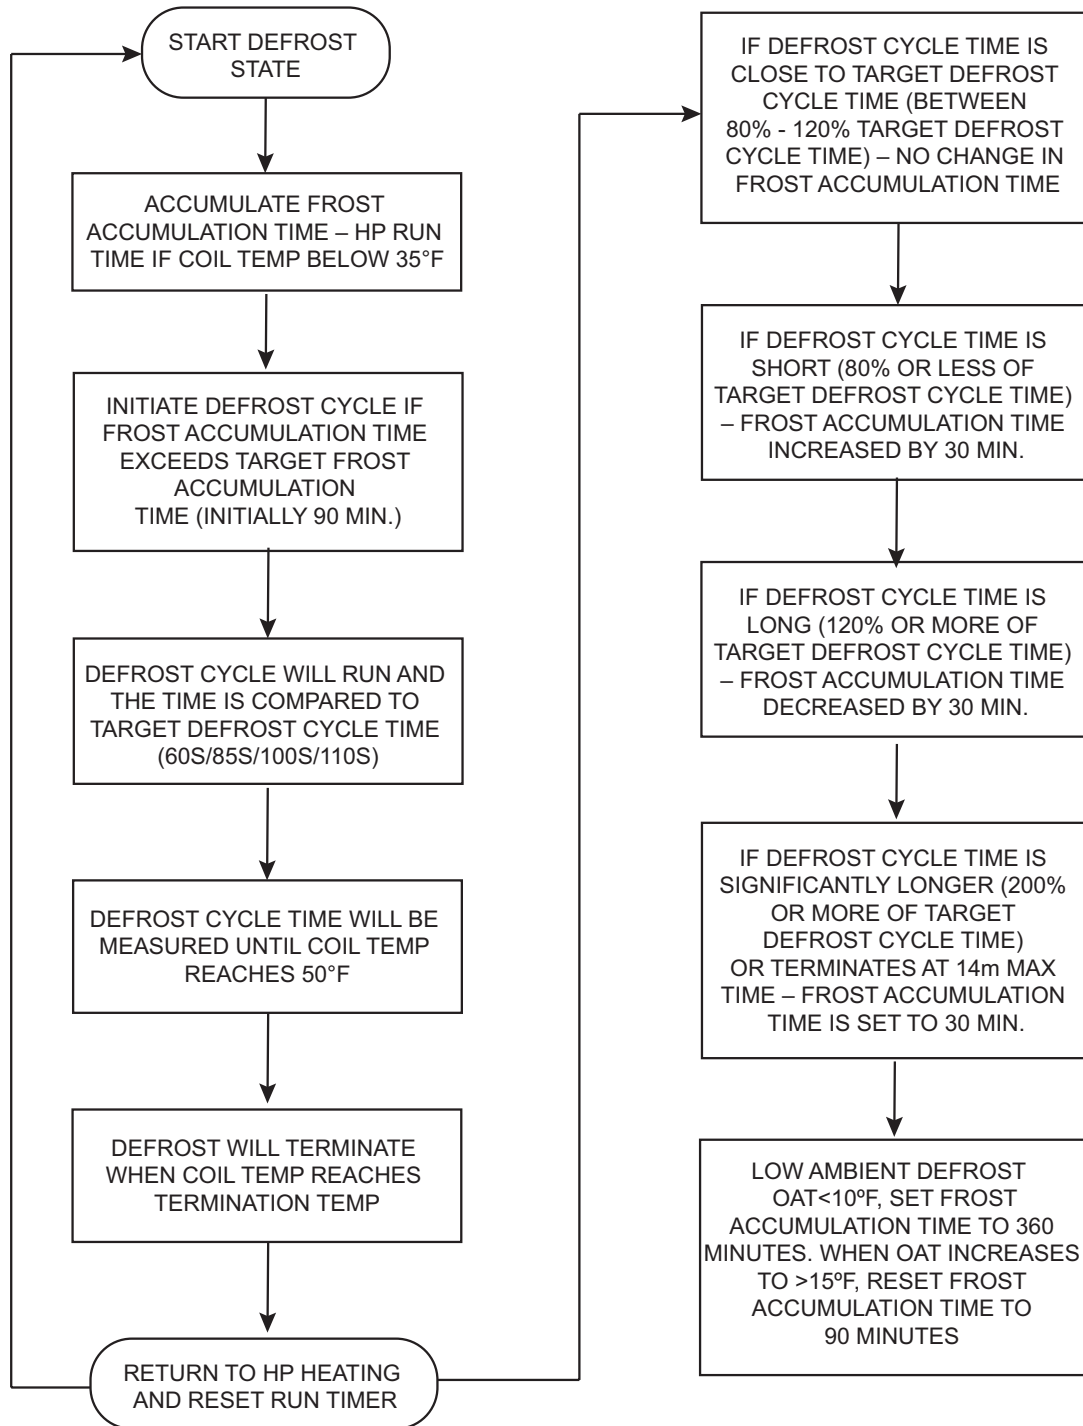 START DEFROST
STATE
ACCUMULATE FROST
ACCUMULATION TIME – HP RUN
TIME IF COIL TEMP BELOW 35°F
INITIATE DEFROST CYCLE IF
FROST ACCUMULATION TIME
EXCEEDS TARGET FROST
ACCUMULATION
TIME (INITIALLY 90 MIN.)
DEFROST CYCLE WILL RUN AND
THE TIME IS COMPARED TO
TARGET DEFROST CYCLE TIME
(60S/85S/100S/110S)
DEFROST CYCLE TIME WILL BE
MEASURED UNTIL COIL TEMP
REACHES 50°F
DEFROST WILL TERMINATE
WHEN COIL TEMP REACHES
TERMINATION TEMP
RETURN TO HP HEATING
AND RESET RUN TIMER
IF DEFROST CYCLE TIME IS
CLOSE TO TARGET DEFROST
CYCLE TIME (BETWEEN
80% - 120% TARGET DEFROST
CYCLE TIME) – NO CHANGE IN
FROST ACCUMULATION TIME
IF DEFROST CYCLE TIME IS
SHORT (80% OR LESS OF
TARGET DEFROST CYCLE TIME)
– FROST ACCUMULATION TIME
INCREASED BY 30 MIN.
IF DEFROST CYCLE TIME IS
LONG (120% OR MORE OF
TARGET DEFROST CYCLE TIME)
– FROST ACCUMULATION TIME
DECREASED BY 30 MIN.
IF DEFROST CYCLE TIME IS
SIGNIFICANTLY LONGER (200%
OR MORE OF TARGET
DEFROST CYCLE TIME)
OR TERMINATES AT 14m MAX
TIME – FROST ACCUMULATION
TIME IS SET TO 30 MIN.
LOW AMBIENT DEFROST
OAT<10ºF, SET FROST
ACCUMULATION TIME TO 360
MINUTES. WHEN OAT INCREASES
TO >15ºF, RESET FROST
ACCUMULATION TIME TO
90 MINUTES